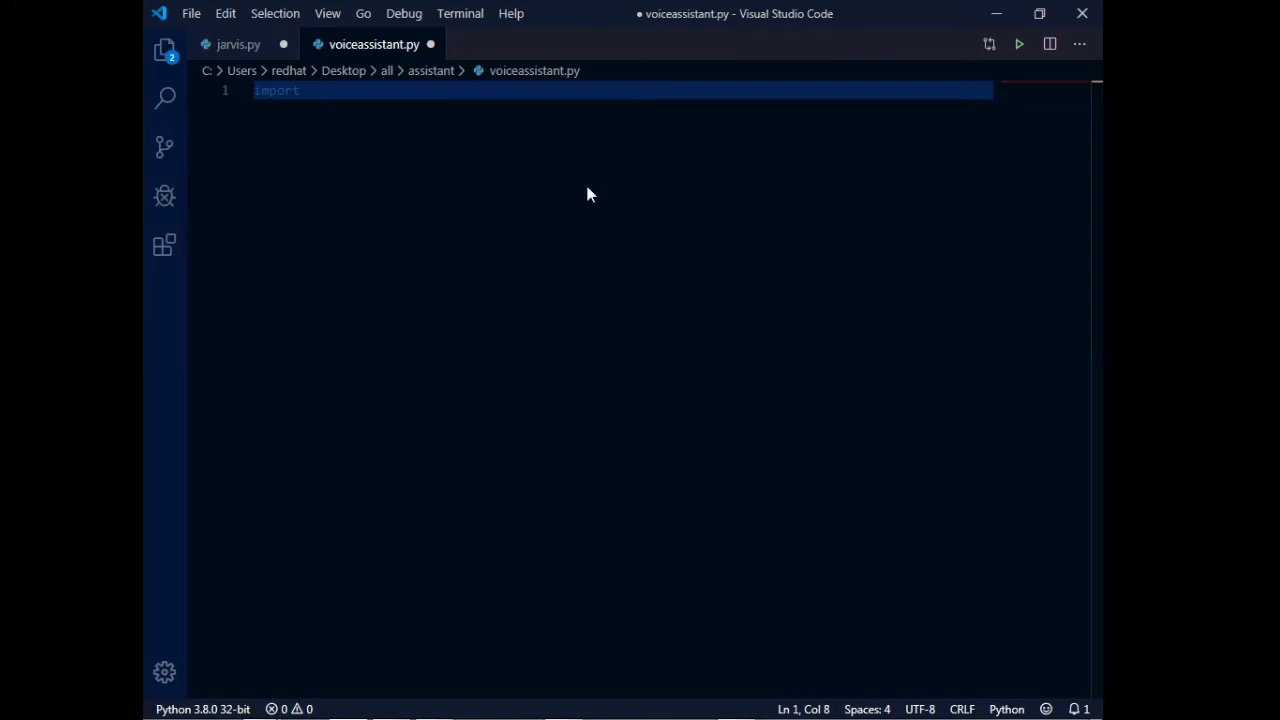 File Edit Selection View Go Debug Terminal Help ● voiceassistant.py - Visual Studio Code
jarvis.py ● voiceassistant.py ●
C: > Users > redhat > Desktop > all > assistant > voiceassistant.py
2
1 import
Python 3.8.0 32-bit 0 0 Ln 1, Col 8 Spaces: 4 UTF-8 CRLF Python 1